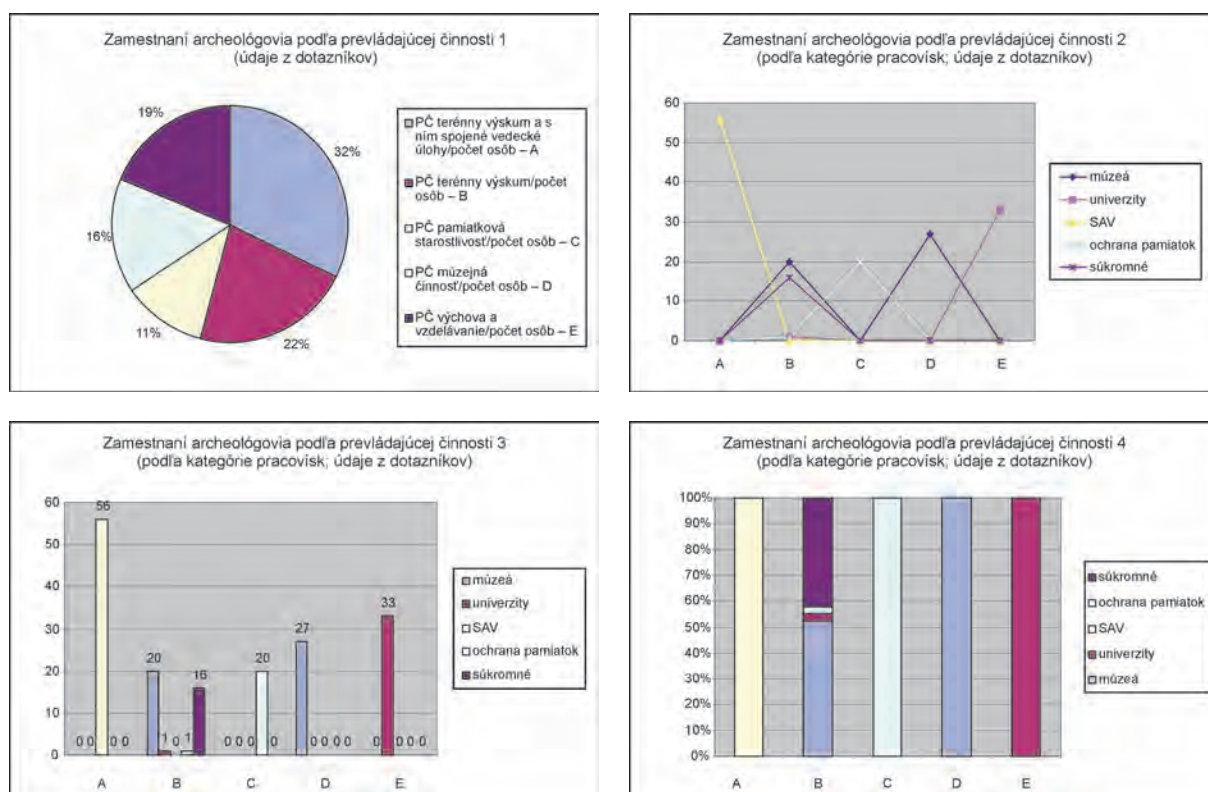 Zamestnaní archeológovia podľa prevládajúcej činnosti 1
(údaje z dotazníkov)
19%
32%
16%
11%
22%
PČ terénny výskum a s
ním spojené vedecké
úlohy/počet osôb – A
PČ terénny výskum/počet
osôb – B
PČ pamiatková
starostlivosť/počet osôb – C
PČ múzejná
činnosť/počet osôb – D
PČ výchova a
vzdelávanie/počet osôb – E
Zamestnaní archeológovia podľa prevládajúcej činnosti 2
(podľa kategórie pracovísk; údaje z dotazníkov)
60
50
40
30
20
10
0
A B C D E
múzeá
univerzity
SAV
ochrana pamiatok
súkromné
Zamestnaní archeológovia podľa prevládajúcej činnosti 3
(podľa kategórie pracovísk; údaje z dotazníkov)
60
50
40
30
20
10
0
56
20
16
20
27
33
0 0 0 0
1 0 1
0 0 0 0
0 0 0 0
0 0 0 0
A B C D E
múzeá
univerzity
SAV
ochrana pamiatok
súkromné
Zamestnaní archeológovia podľa prevládajúcej činnosti 4
(podľa kategórie pracovísk; údaje z dotazníkov)
100%
90%
80%
70%
60%
50%
40%
30%
20%
10%
0%
A B C D E
súkromné
ochrana pamiatok
SAV
univerzity
múzeá